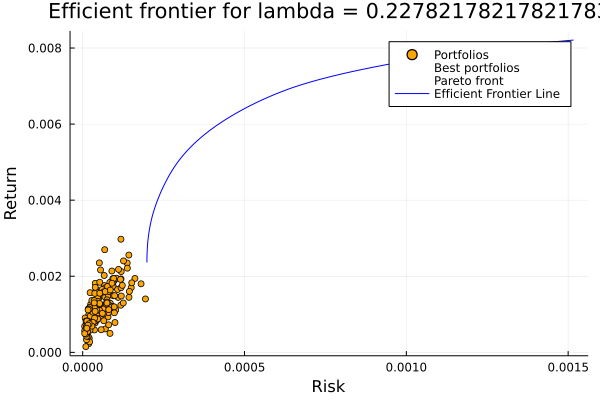 Efficient frontier for lambda = 0.2278217821782178
0.008
0.006
0.004
0.002
0.000
Return
0.0000
0.0005
0.0010
0.0015
Risk
Portfolios
Best portfolios
Pareto front
Efficient Frontier Line